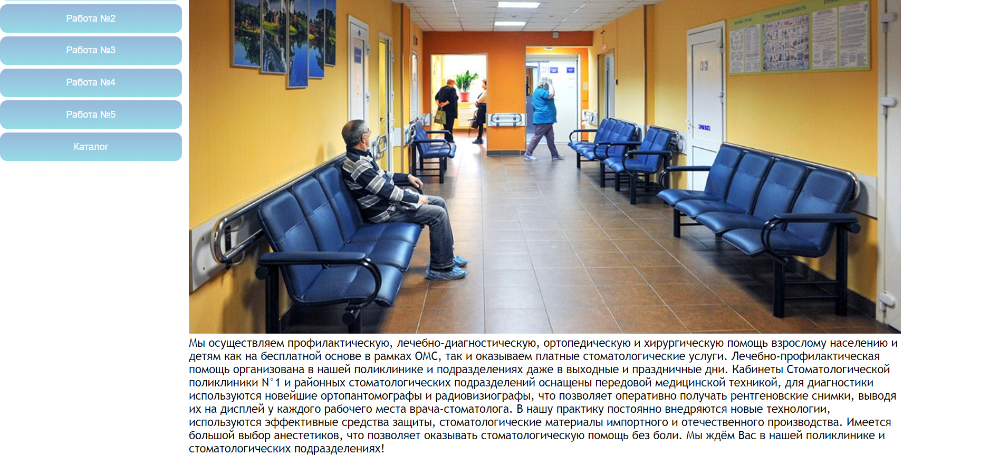 Работа №2
Работа №3
Работа №4
Работа №5
Каталог
ПОЖАРНАЯ БЕЗОПАСНОСТЬ
Мы осуществляем профилактическую, лечебно-диагностическую, ортопедическую и хирургическую помощь взрослому населению и
детям как на бесплатной основе в рамках ОМС, так и оказываем платные стоматологические услуги. Лечебно-профилактическая
помощь организована в нашей поликлинике и подразделениях даже в выходные и праздничные дни. Кабинеты Стоматологической
поликлиники N°1 и районных стоматологических подразделений оснащены передовой медицинской техникой, для диагностики
используются новейшие ортопантомографы и радиовизиографы, что позволяет оперативно получать рентгеновские снимки, выводя
их на дисплей у каждого рабочего места врача-стоматолога. В нашу практику постоянно внедряются новые технологии,
используются эффективные средства защиты, стоматологические материалы импортного и отечественного производства. Имеется
большой выбор анестетиков, что позволяет оказывать стоматологическую помощь без боли. Мы ждём Вас в нашей поликлинике и
стоматологических подразделениях!